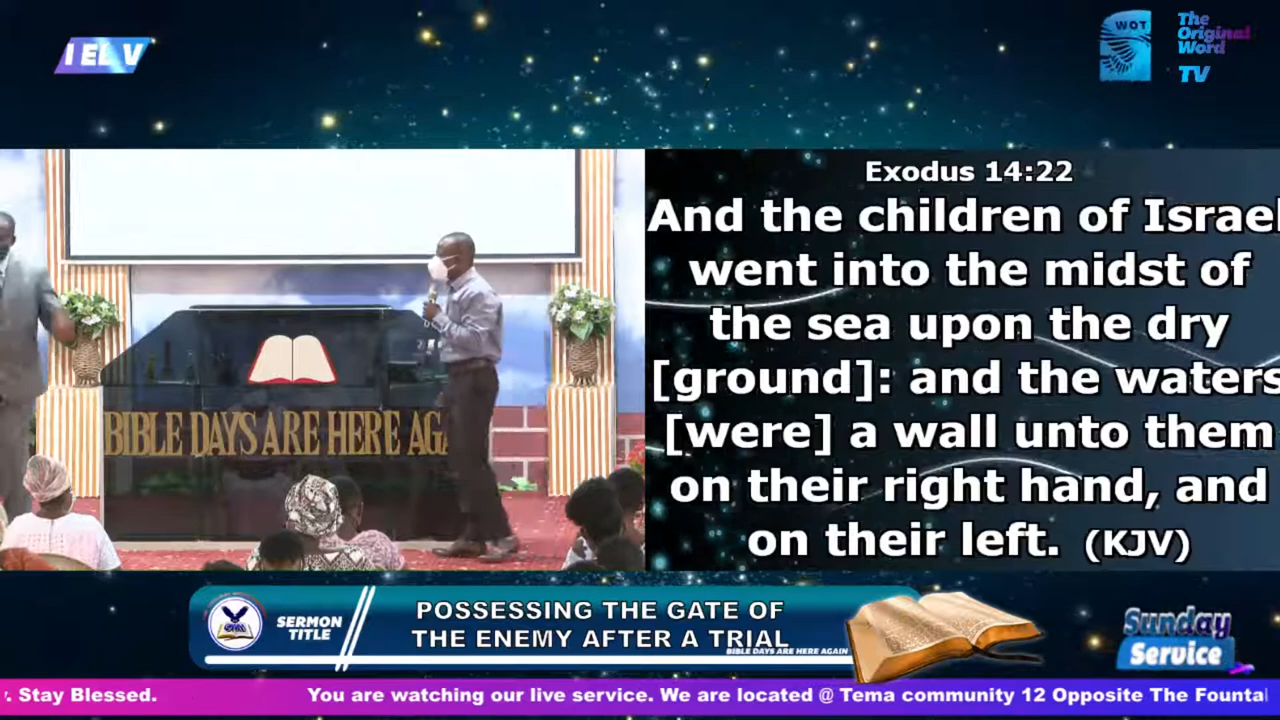 WOT
The
Original
Word
TV
Exodus 14:22
And the children of Israel
went into the midst of
the sea upon the dry
[ground]: and the waters
[were] a wall unto them
on their right hand, and
on their left. (KJV)
BIBLE DAYS ARE HERE AGA
SERMON
TITLE
POSSESSING THE GATE OF
THE ENEMY AFTER A TRIAL
BIBLE DAYS ARE HERE AGAIN
Sunday
Service
. Stay Blessed. You are watching our live service. We are located @ Tema community 12 Opposite The Fountai